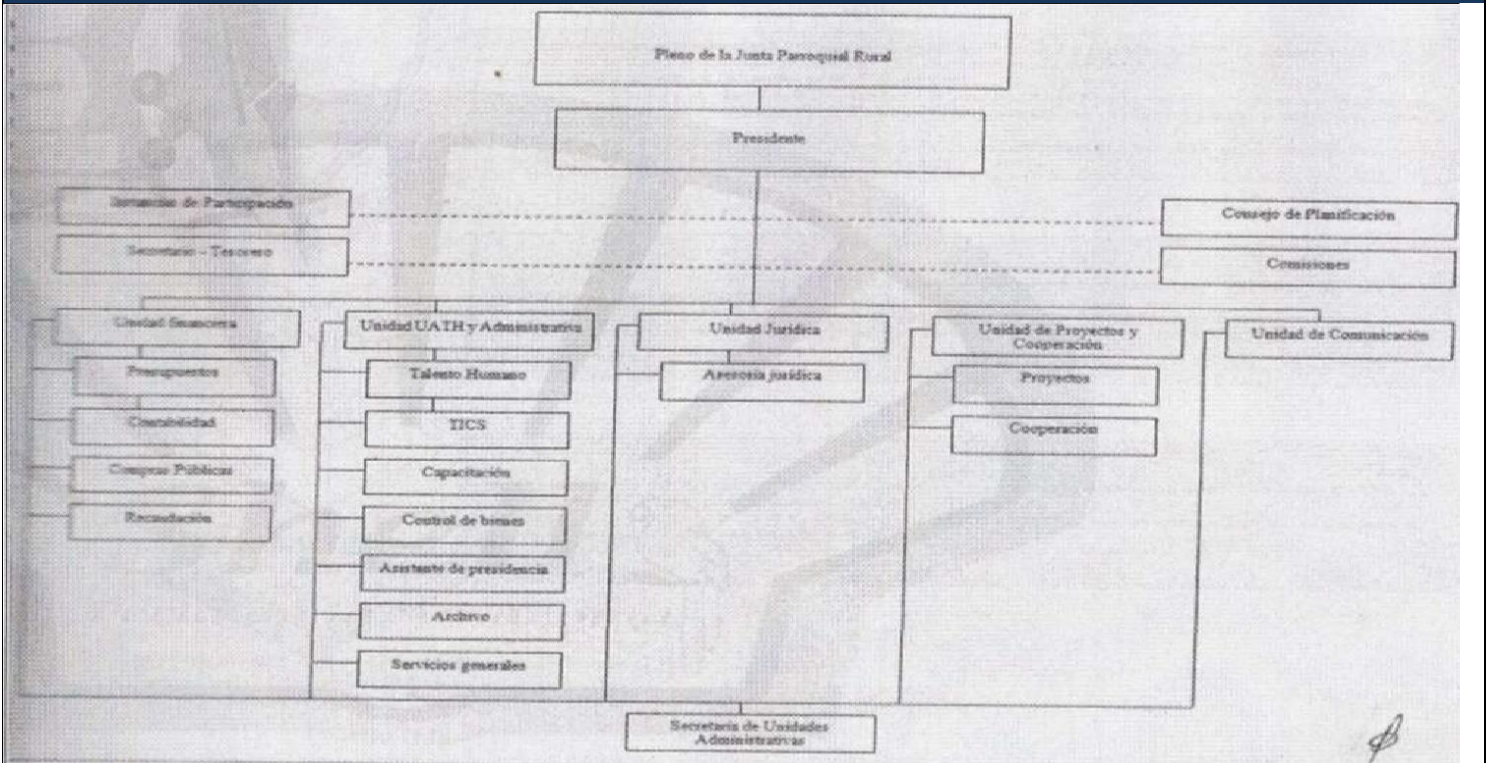 Pleno de la Junta Parroquial Rural
Presidente
Instancias de Participación
Consejo de Planificación
Secretario - Tesorero
Comisiones
Unidad financiera
Unidad UATH y Administrativa
Unidad Jurídica
Unidad de Proyectos y
Cooperación
Unidad de Comunicación
Presupuestos
Talento Humano
Asesoría jurídica
Proyectos
Contabilidad
TICS
Cooperación
Compras Públicas
Capacitación
Recaudación
Control de bienes
Asistente de presidencia
Archivo
Servicios generales
Secretaría de Unidades
Administrativas